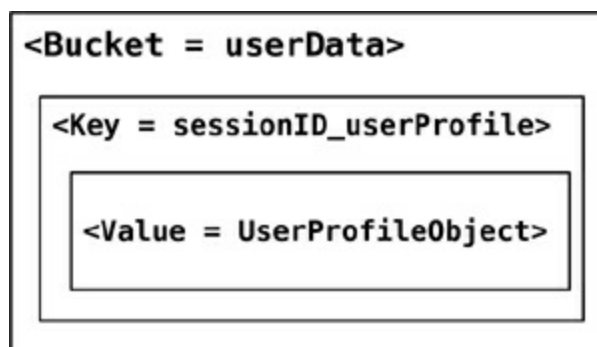 <Bucket = userData>
<Key = sessionID_userProfile>
<Value = UserProfileObject>